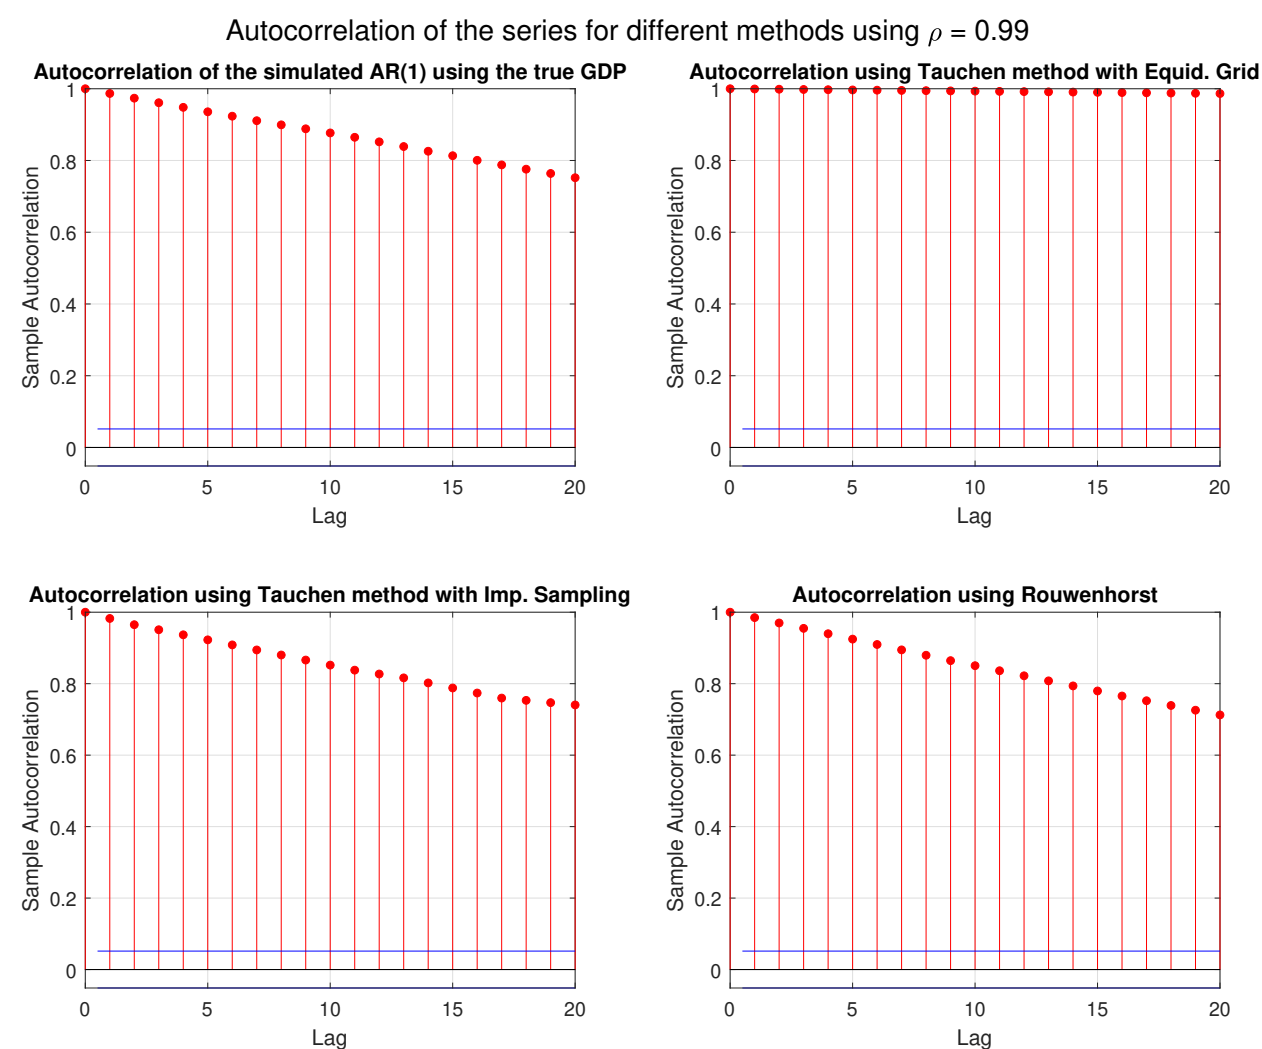 Autocorrelation of the series for different methods using ρ = 0.99
Autocorrelation of the simulated AR(1) using the true GDP
1
0.8
0.6
0.4
0.2
0
Sample Autocorrelation
0 5 10 15 20
Lag
Autocorrelation using Tauchen method with Equid. Grid
1
0.8
0.6
0.4
0.2
0
Sample Autocorrelation
0 5 10 15 20
Lag
Autocorrelation using Tauchen method with Imp. Sampling
1
0.8
0.6
0.4
0.2
0
Sample Autocorrelation
0 5 10 15 20
Lag
Autocorrelation using Rouwenhorst
1
0.8
0.6
0.4
0.2
0
Sample Autocorrelation
0 5 10 15 20
Lag